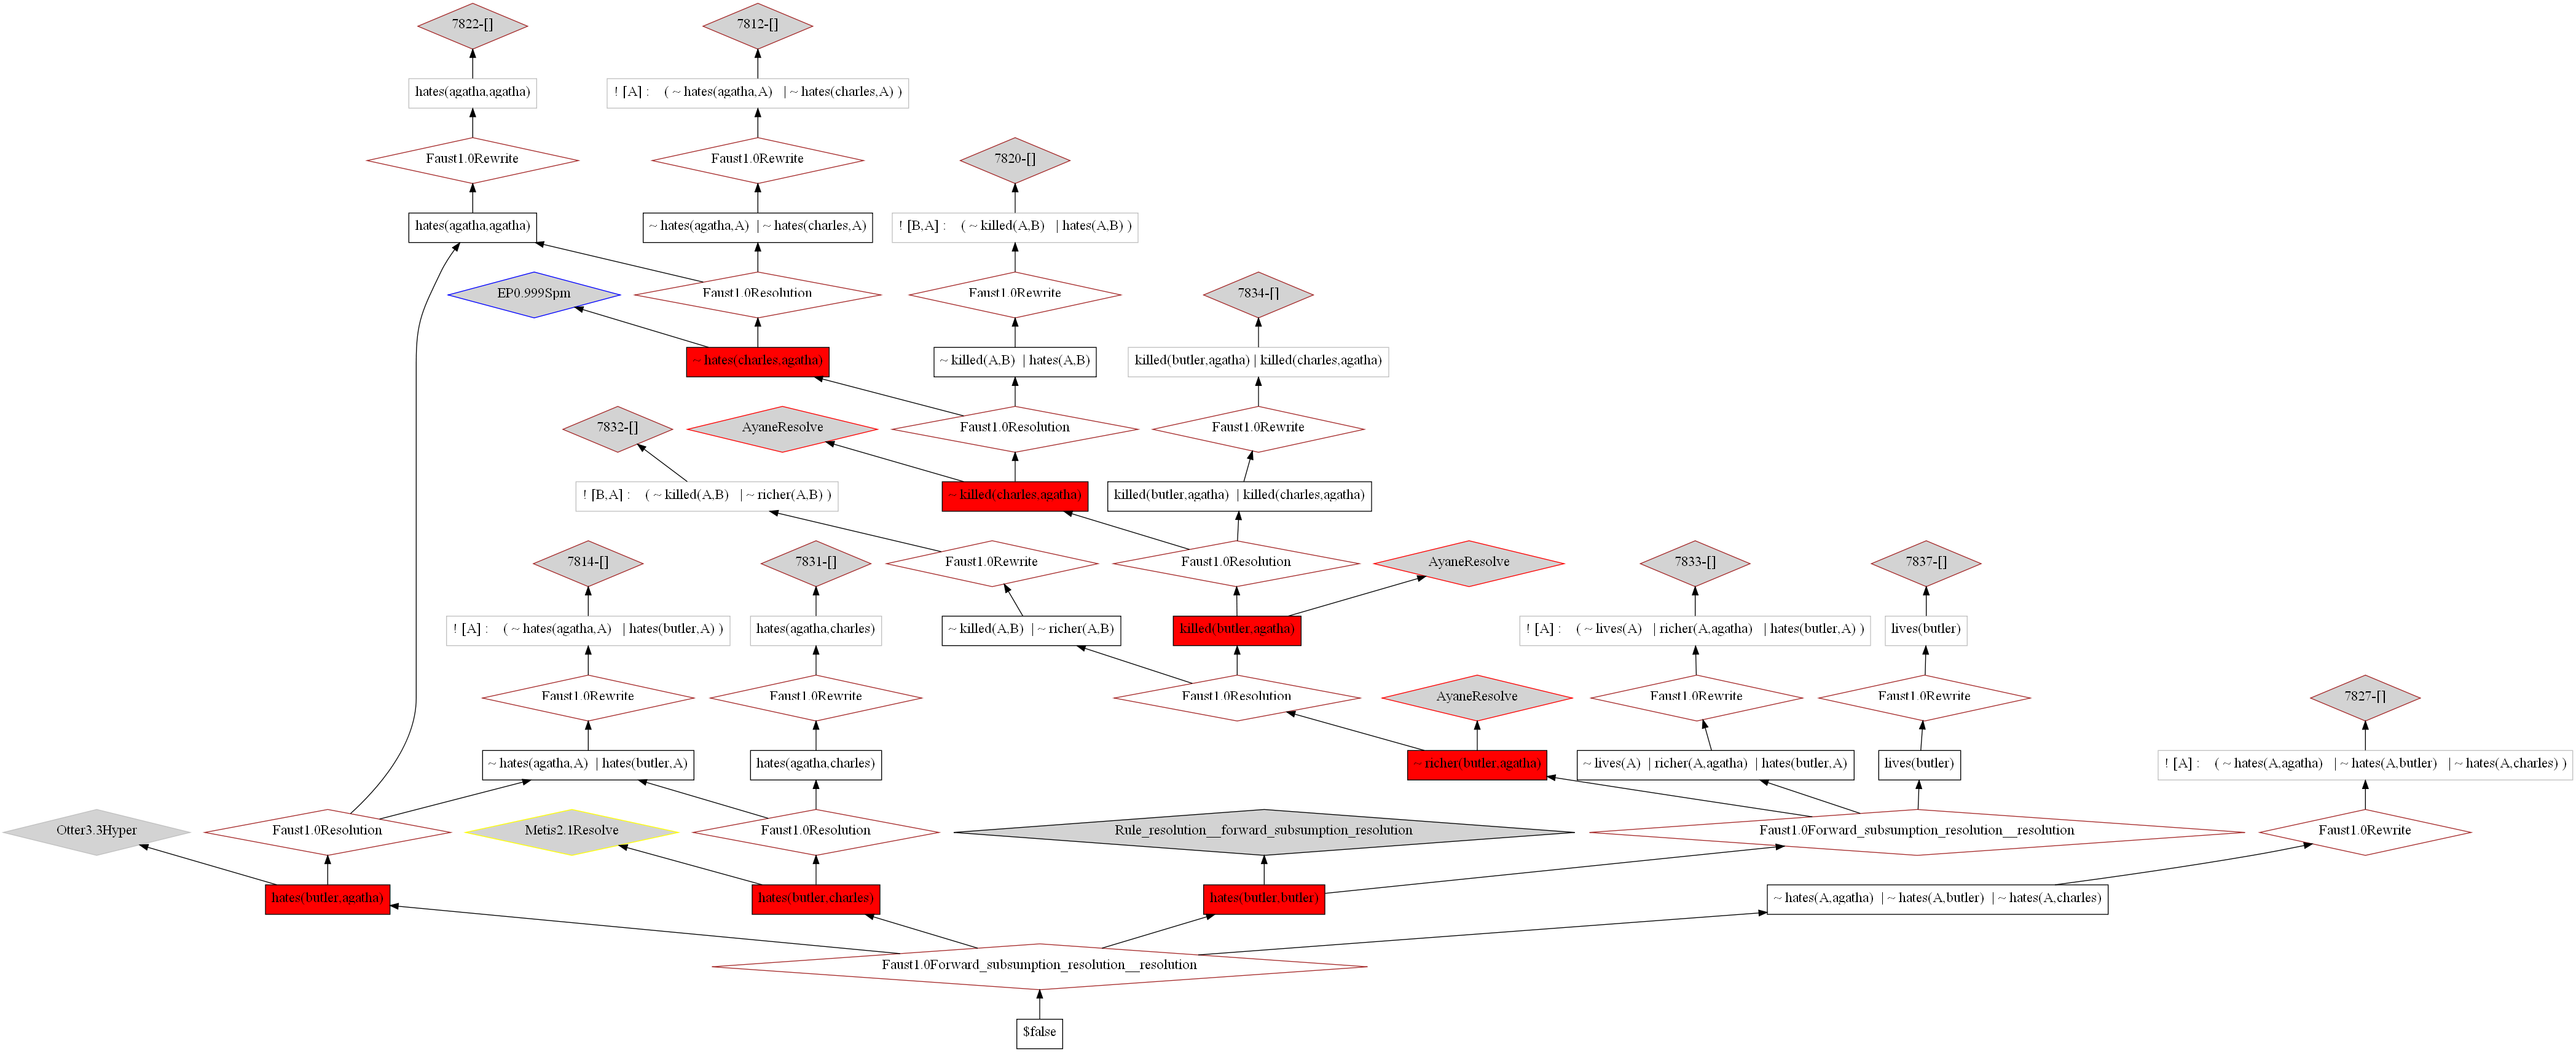 7822-[]
7812-[]
hates(agatha,agatha)
! [A] : ( ~ hates(agatha,A) | ~ hates(charles,A) )
Faust1.0Rewrite
Faust1.0Rewrite
7820-[]
hates(agatha,agatha)
~ hates(agatha,A) | ~ hates(charles,A)
! [B,A] : ( ~ killed(A,B) | hates(A,B) )
EP0.999Spm
Faust1.0Resolution
Faust1.0Rewrite
7834-[]
~ hates(charles,agatha)
~ killed(A,B) | hates(A,B)
killed(butler,agatha) | killed(charles,agatha)
7832-[]
AyaneResolve
Faust1.0Resolution
Faust1.0Rewrite
! [B,A] : ( ~ killed(A,B) | ~ richer(A,B) )
~ killed(charles,agatha)
killed(butler,agatha) | killed(charles,agatha)
7814-[]
7831-[]
Faust1.0Rewrite
Faust1.0Resolution
AyaneResolve
7833-[]
7837-[]
! [A] : ( ~ hates(agatha,A) | hates(butler,A) )
hates(agatha,charles)
~ killed(A,B) | ~ richer(A,B)
killed(butler,agatha)
! [A] : ( ~ lives(A) | richer(A,agatha) | hates(butler,A) )
lives(butler)
Faust1.0Rewrite
Faust1.0Rewrite
Faust1.0Resolution
AyaneResolve
Faust1.0Rewrite
Faust1.0Rewrite
7827-[]
~ hates(agatha,A) | hates(butler,A)
hates(agatha,charles)
~ richer(butler,agatha)
~ lives(A) | richer(A,agatha) | hates(butler,A)
lives(butler)
! [A] : ( ~ hates(A,agatha) | ~ hates(A,butler) | ~ hates(A,charles) )
Otter3.3Hyper
Faust1.0Resolution
Metis2.1Resolve
Faust1.0Resolution
Rule_resolution__forward_subsumption_resolution
Faust1.0Forward_subsumption_resolution__resolution
Faust1.0Rewrite
hates(butler,agatha)
hates(butler,charles)
hates(butler,butler)
~ hates(A,agatha) | ~ hates(A,butler) | ~ hates(A,charles)
Faust1.0Forward_subsumption_resolution__resolution
$false